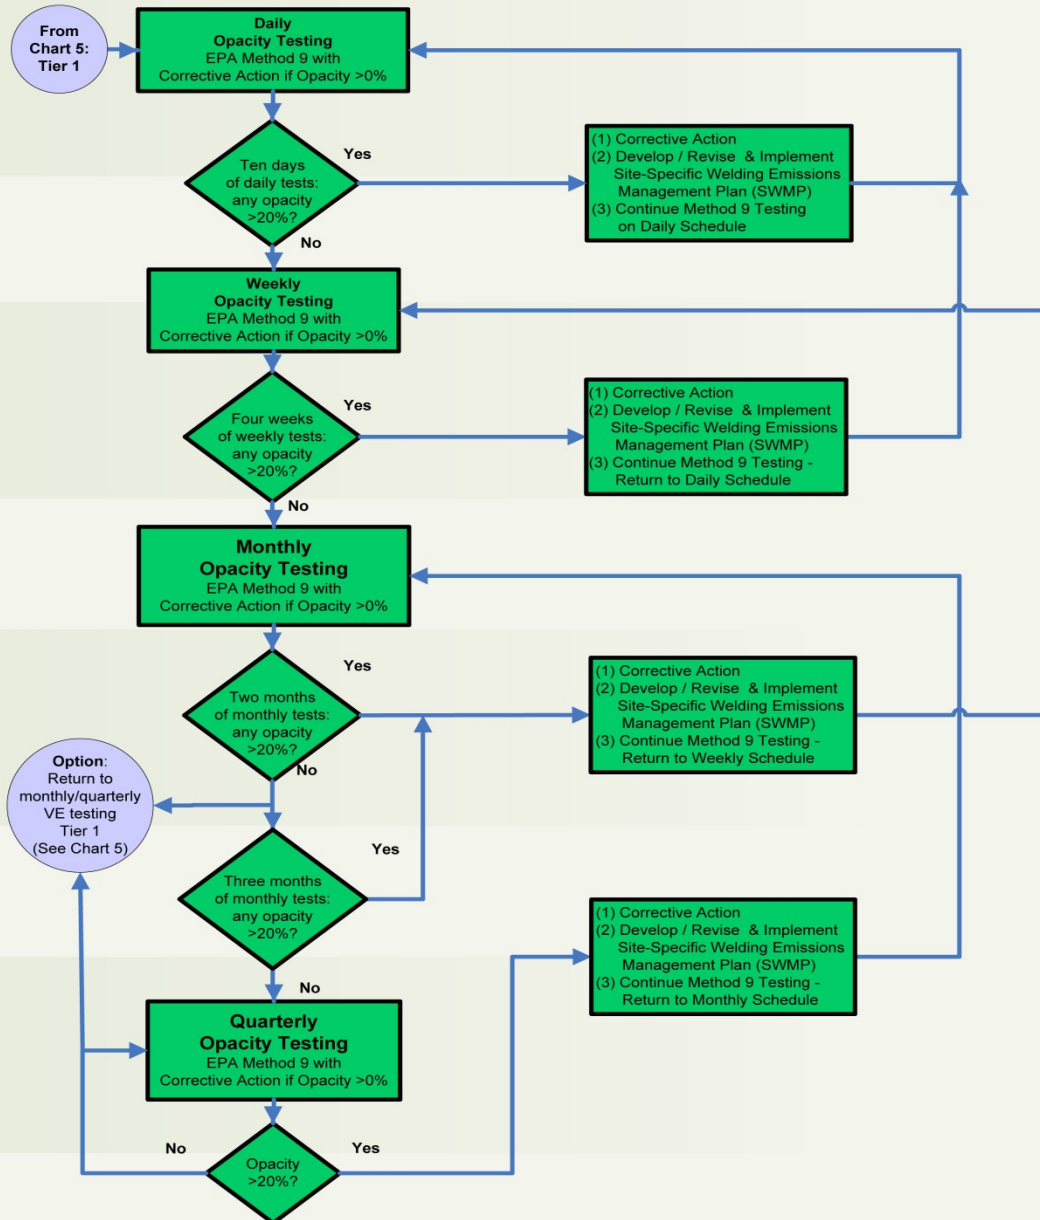 From
Chart 5:
Tier 1
Daily
Opacity Testing
EPA Method 9 with
Corrective Action if Opacity >0%
Ten days
of daily tests:
any opacity
>20%?
Yes
(1) Corrective Action
(2) Develop / Revise & Implement
Site-Specific Welding Emissions
Management Plan (SWMP)
(3) Continue Method 9 Testing
on Daily Schedule
No
Weekly
Opacity Testing
EPA Method 9 with
Corrective Action if Opacity >0%
Four weeks
of weekly tests:
any opacity
>20%?
Yes
(1) Corrective Action
(2) Develop / Revise & Implement
Site-Specific Welding Emissions
Management Plan (SWMP)
(3) Continue Method 9 Testing -
Return to Daily Schedule
No
Monthly
Opacity Testing
EPA Method 9 with
Corrective Action if Opacity >0%
Two months
of monthly tests:
any opacity
>20%?
Yes
(1) Corrective Action
(2) Develop / Revise & Implement
Site-Specific Welding Emissions
Management Plan (SWMP)
(3) Continue Method 9 Testing -
Return to Weekly Schedule
No
Option:
Return to
monthly/quarterly
VE testing
Tier 1
(See Chart 5)
Three months
of monthly tests:
any opacity
>20%?
Yes
(1) Corrective Action
(2) Develop / Revise & Implement
Site-Specific Welding Emissions
Management Plan (SWMP)
(3) Continue Method 9 Testing -
Return to Monthly Schedule
No
Quarterly
Opacity Testing
EPA Method 9 with
Corrective Action if Opacity >0%
No
Opacity
>20%?
Yes